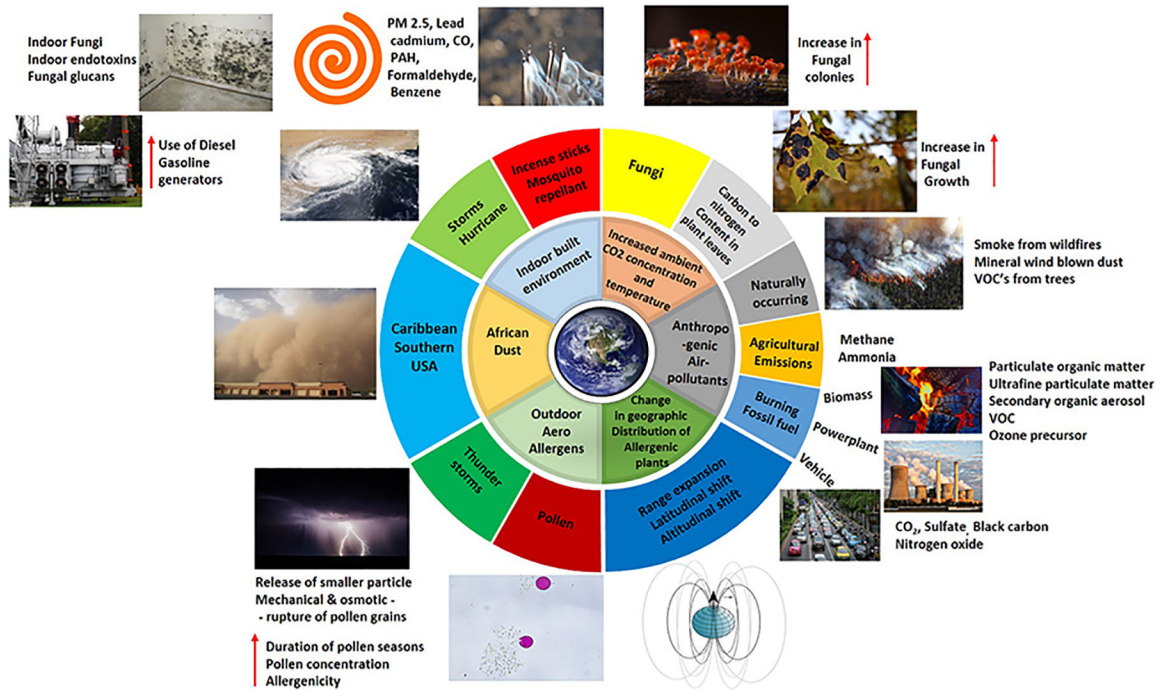 Indoor Fungi
Indoor endotoxins
Fungal glucans
PM 2.5, Lead
cadmium, CO,
PAH,
Formaldehyde,
Benzene
Increase in
Fungal
colonies
Use of Diesel
Gasoline
generators
Increase in
Fungal
Growth
Storms
Hurricane
Incense sticks
Mosquito
repellant
Fungi
Carbon to
nitrogen
Content in
plant leaves
Naturally
occurring
Smoke from wildfires
Mineral wind blown dust
VOC's from trees
Indoor built
environment
Increased ambient
CO2 concentration
and
temperature
Caribbean
Southern
USA
African
Dust
Anthropo
-genic
Air-
pollutants
Agricultural
Emissions
Methane
Ammonia
Burning
Fossil fuel
Biomass
Powerplant
Vehicle
Particulate organic matter
Ultrafine particulate matter
Secondary organic aerosol
VOC
Ozone precursor
Outdoor
Aero
Allergens
Change
In geographic
Distribution of
Allergenic
plants
Thunder
storms
Pollen
Range expansion
Latitudinal shift
Altitudinal shift
CO₂, Sulfate, Black carbon
Nitrogen oxide
Release of smaller particle
Mechanical & osmotic -
- rupture of pollen grains
Duration of pollen seasons
Pollen concentration
Allergenicity